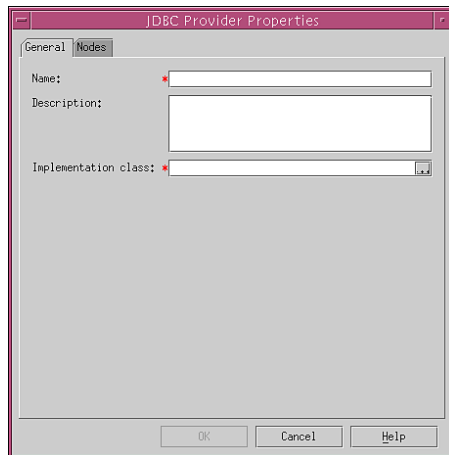 JDBC Provider Properties
General Nodes
Name: *
Description:
Implementation class: *
...
OK Cancel Help